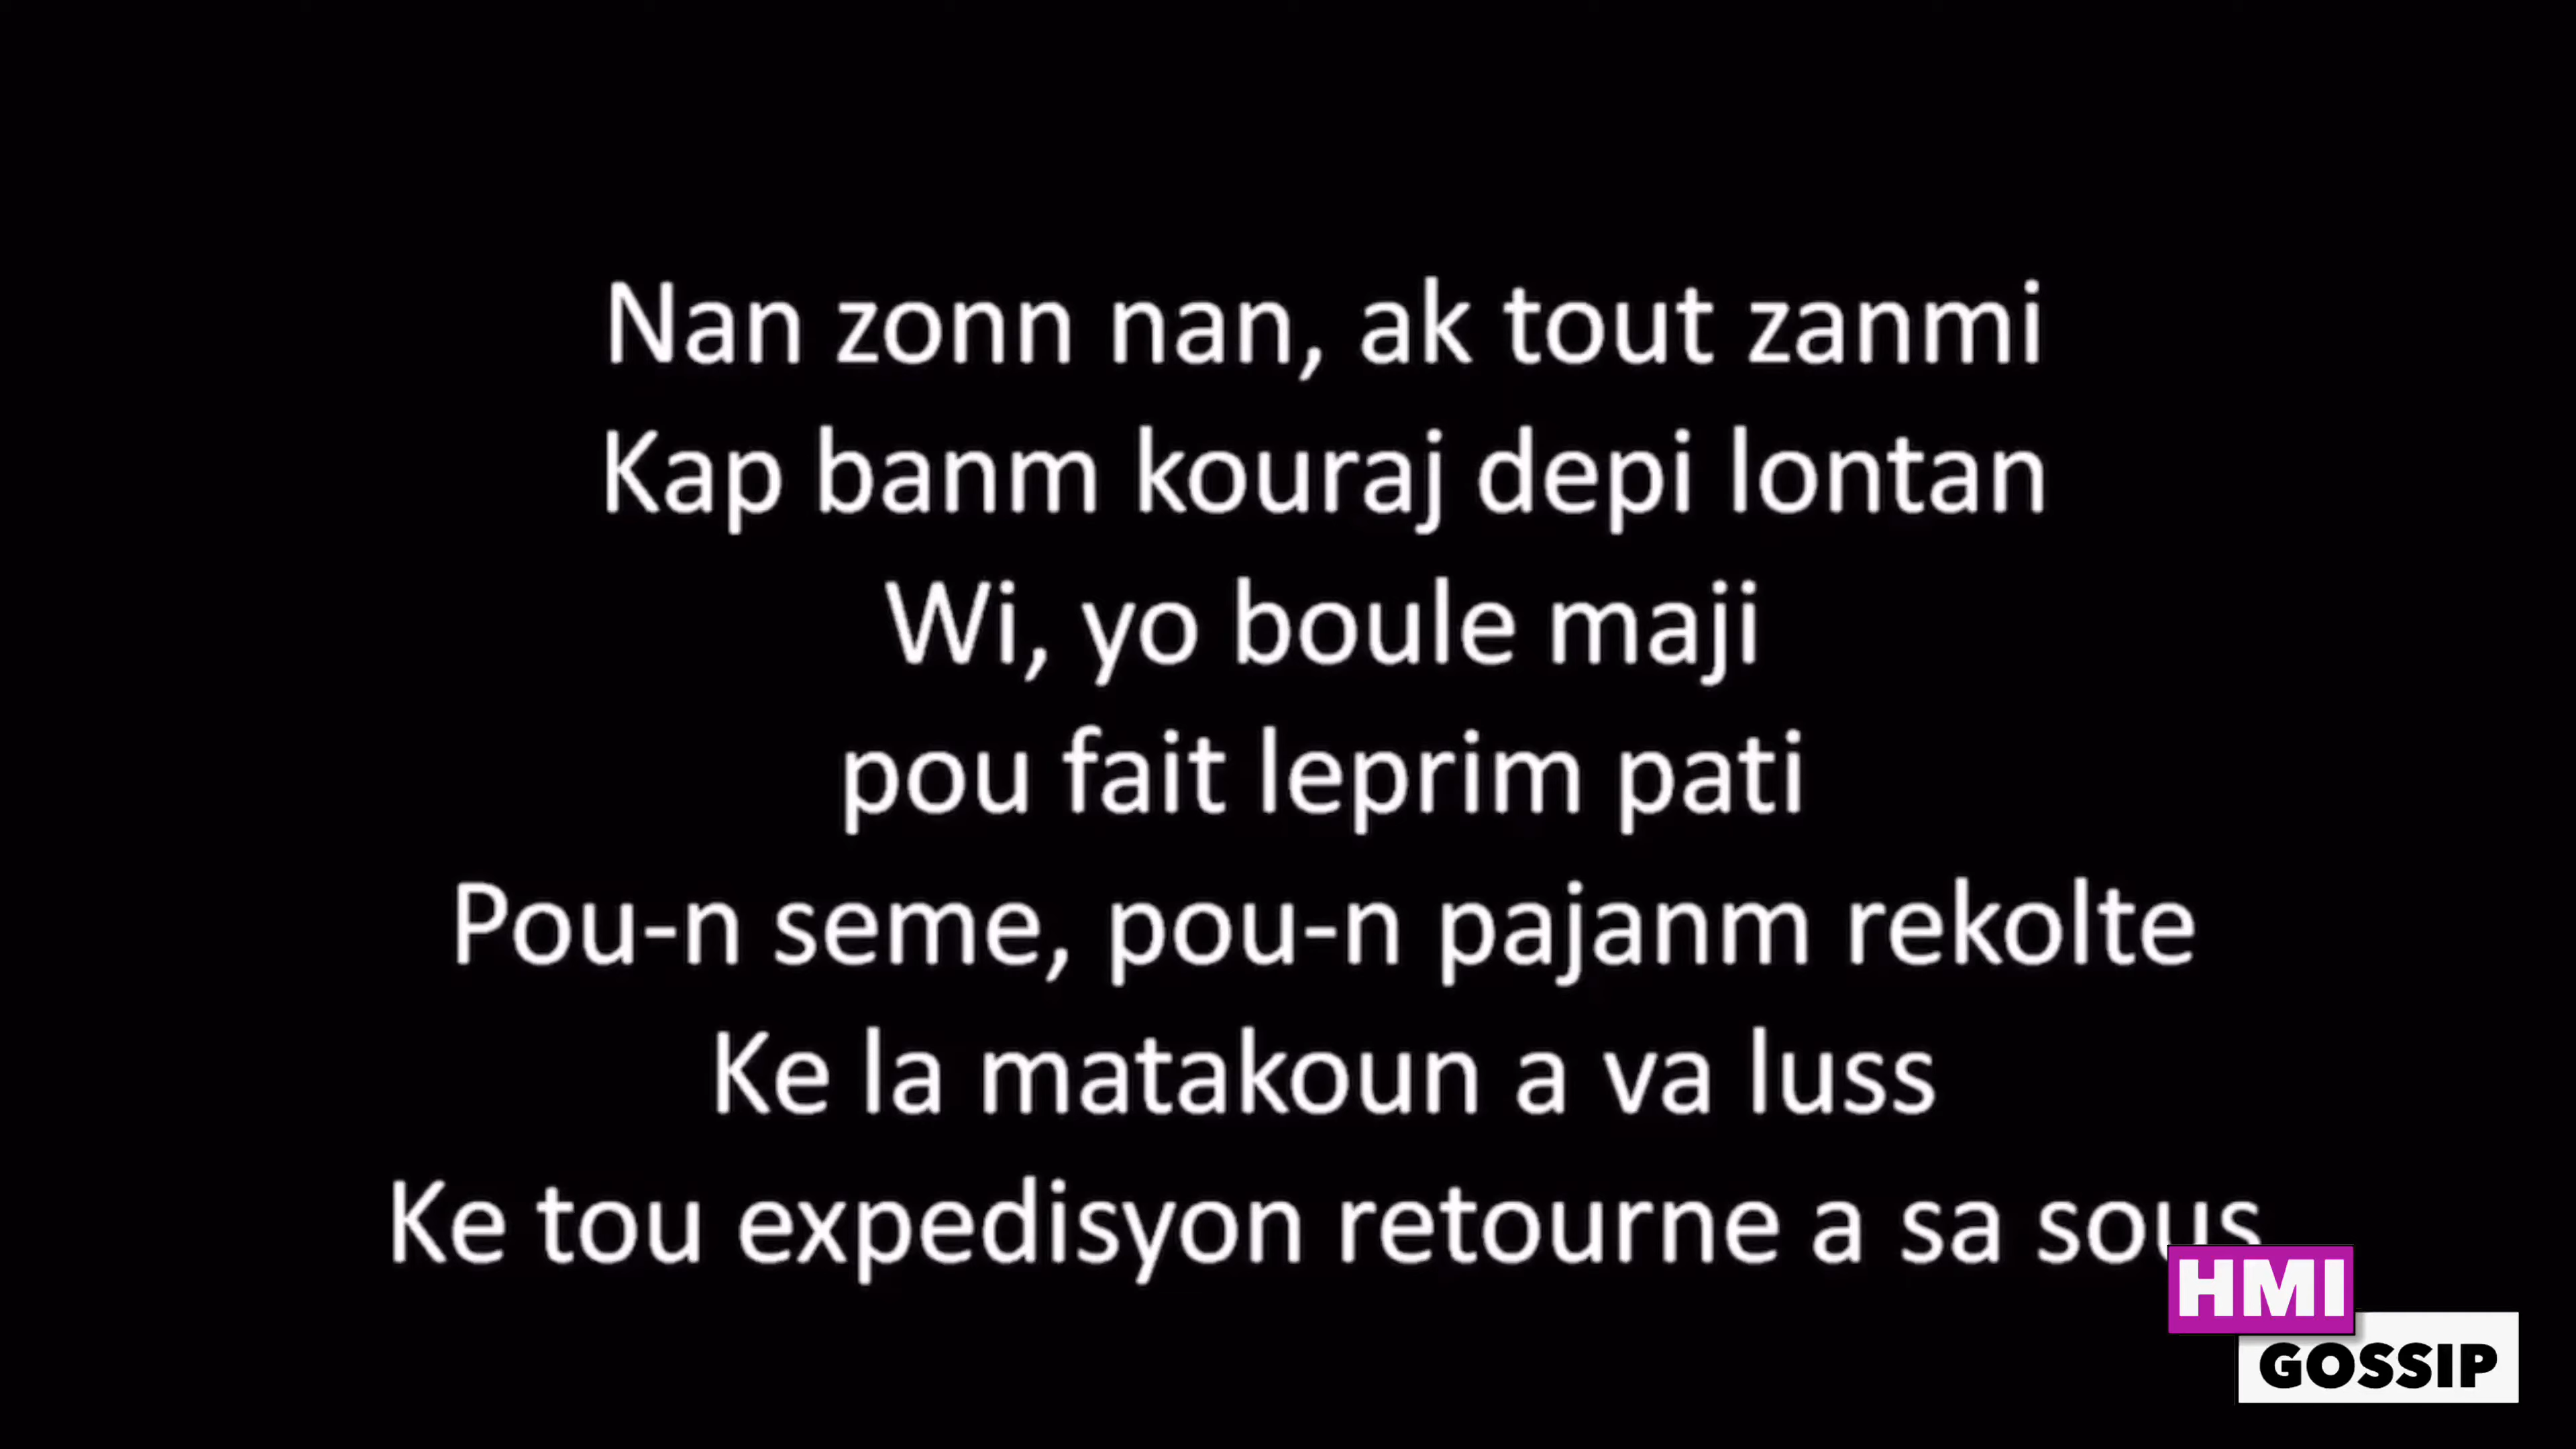 Nan zonn nan, ak tout zanmi
Kap banm kouraj depi lontan
Wi, yo boule maji
pou fait leprim pati
Pou-n seme, pou-n pajanm rekolte
Ke la matakoun a va luss
Ke tou expedisyon retourne a sa sous
HMI
GOSSIP